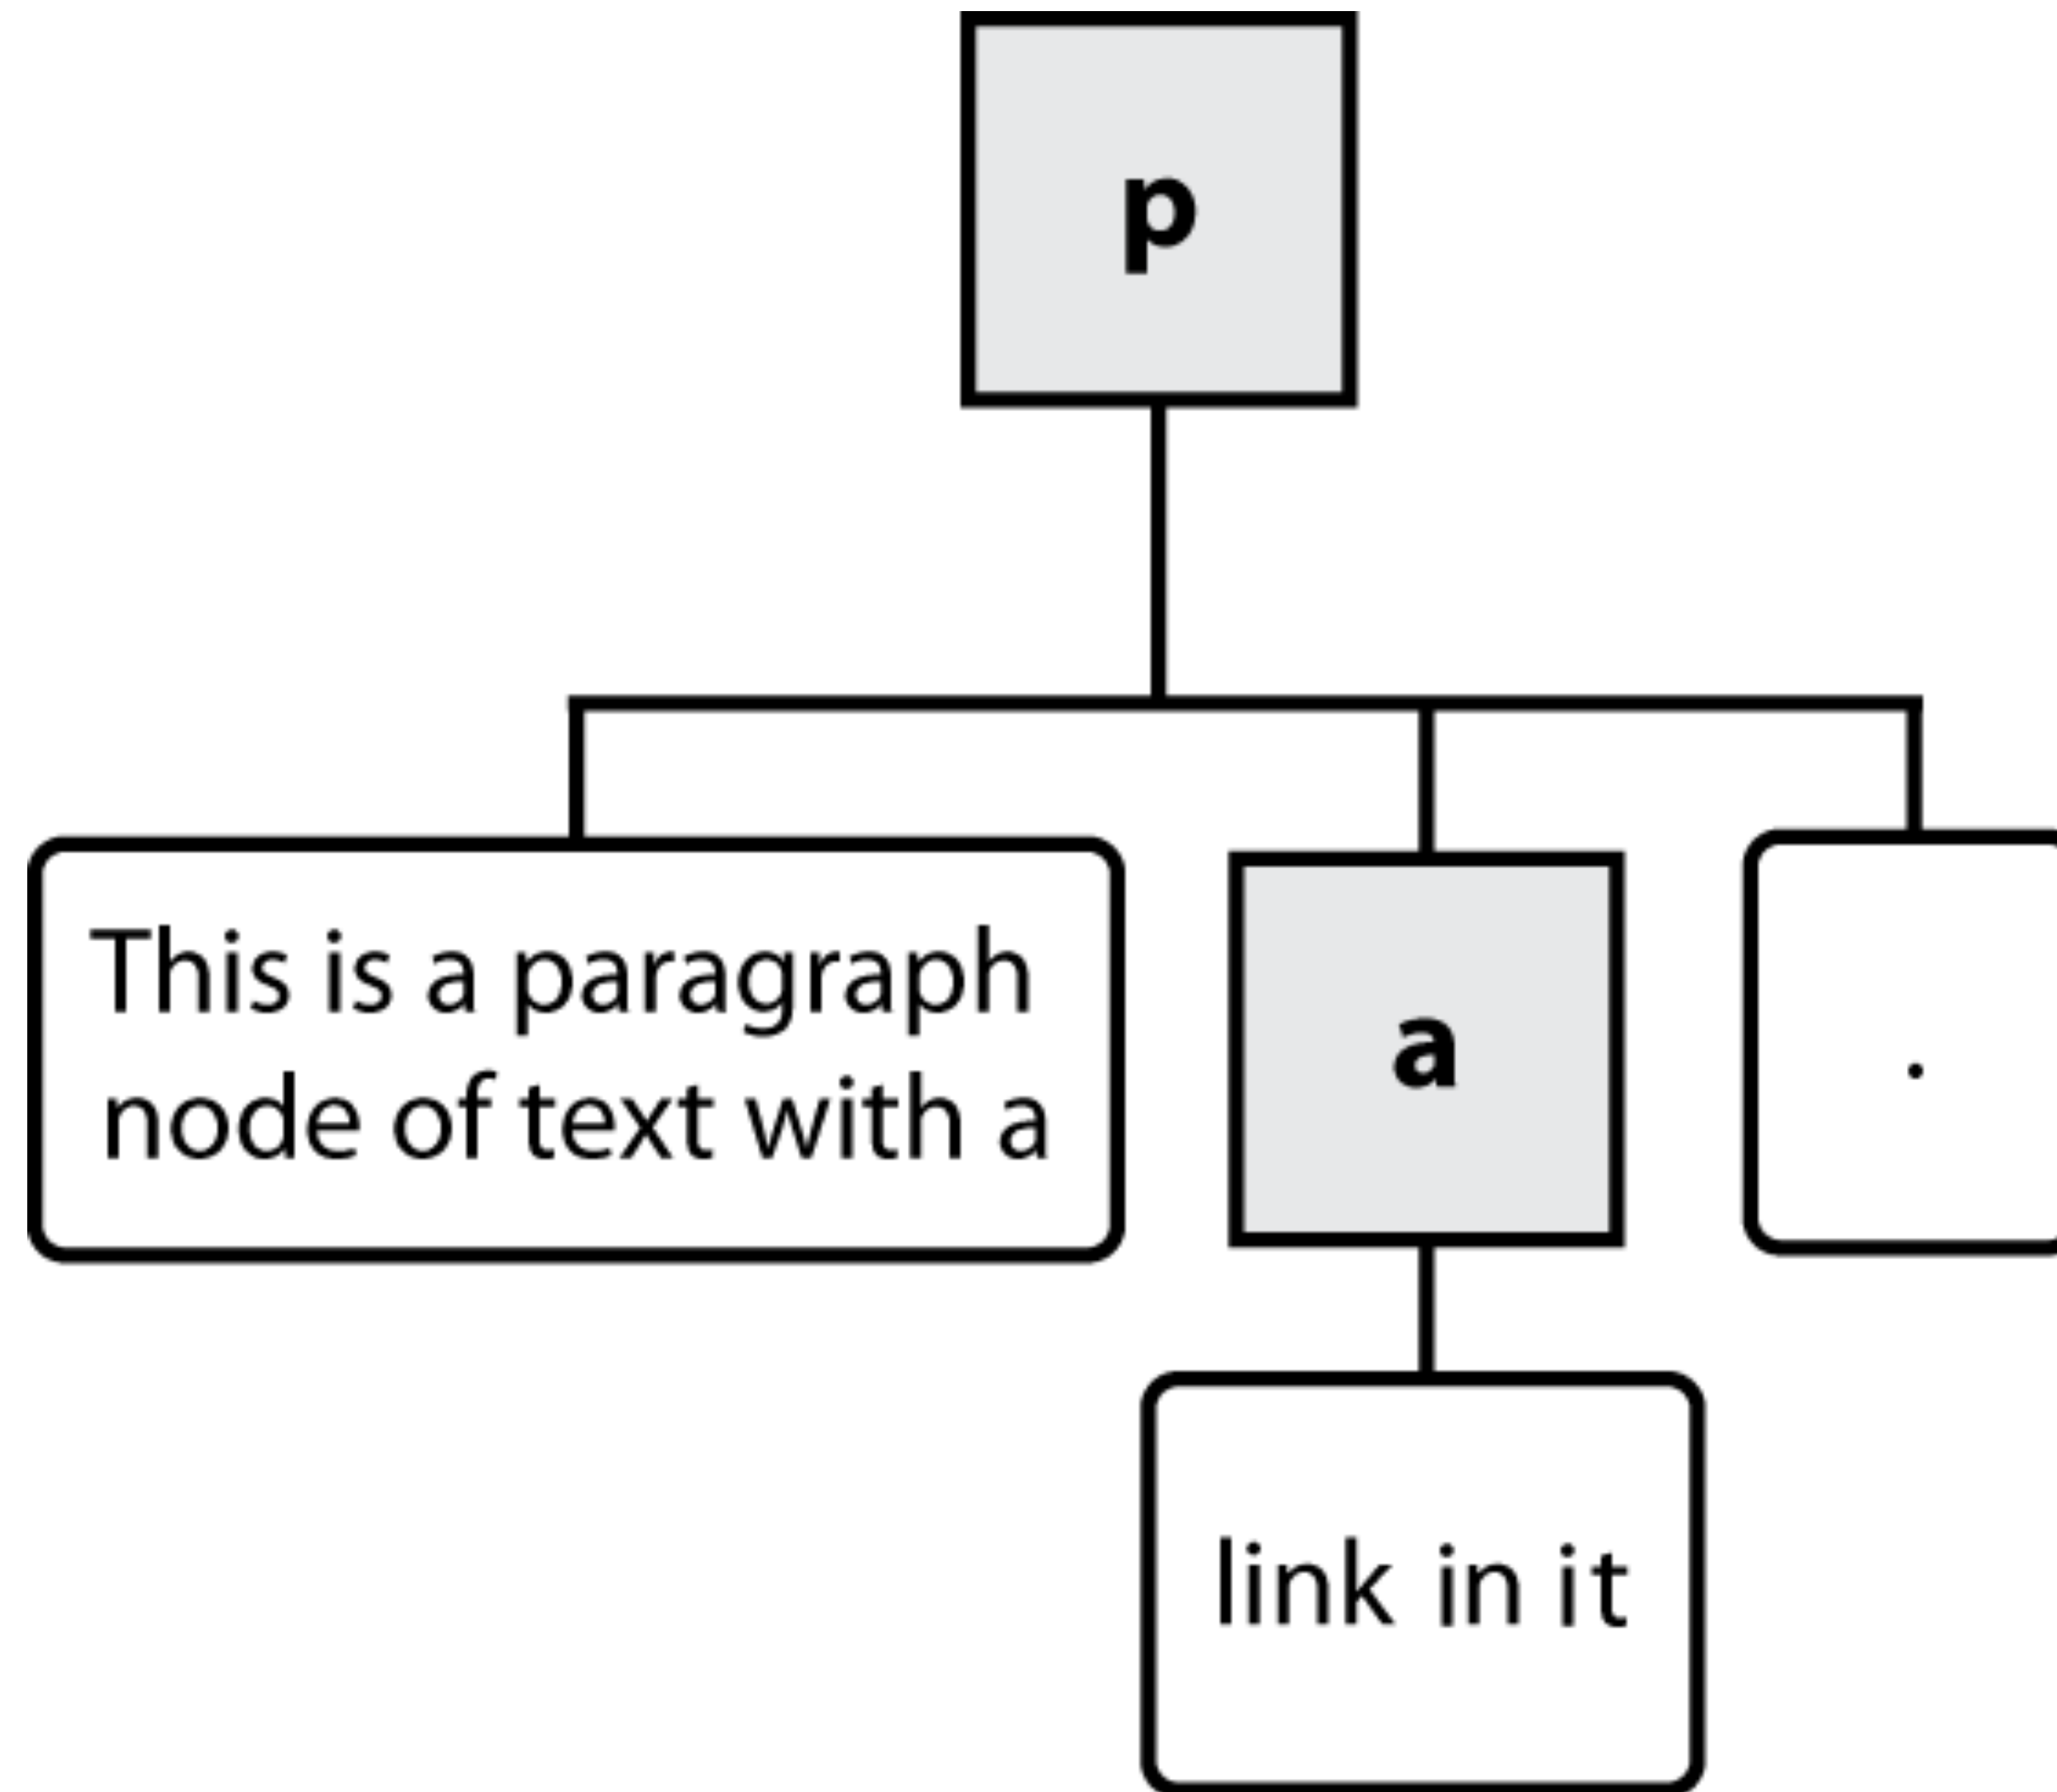 p
This is a paragraph
node of text with a
a
.
link in it